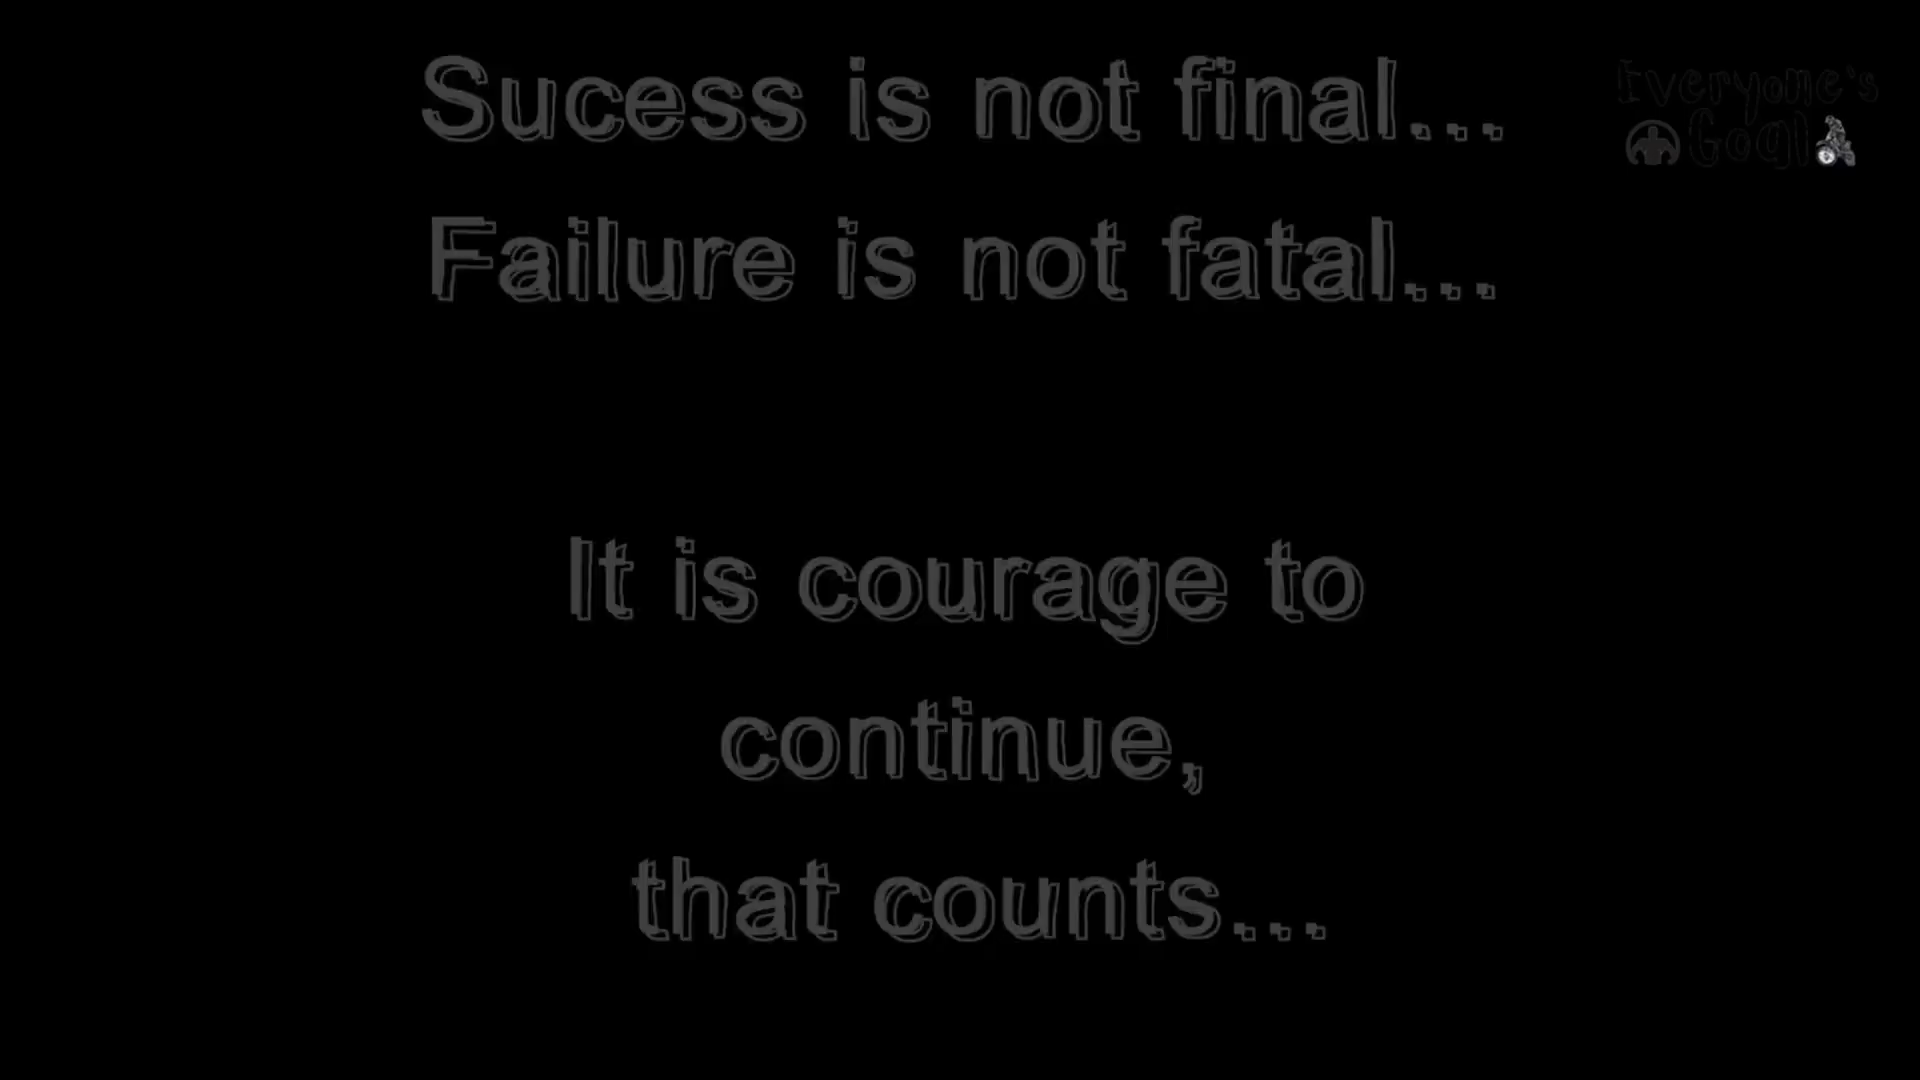 Sucess is not final...
Everyone's
Goal
Failure is not fatal...
It is courage to
continue,
that counts...